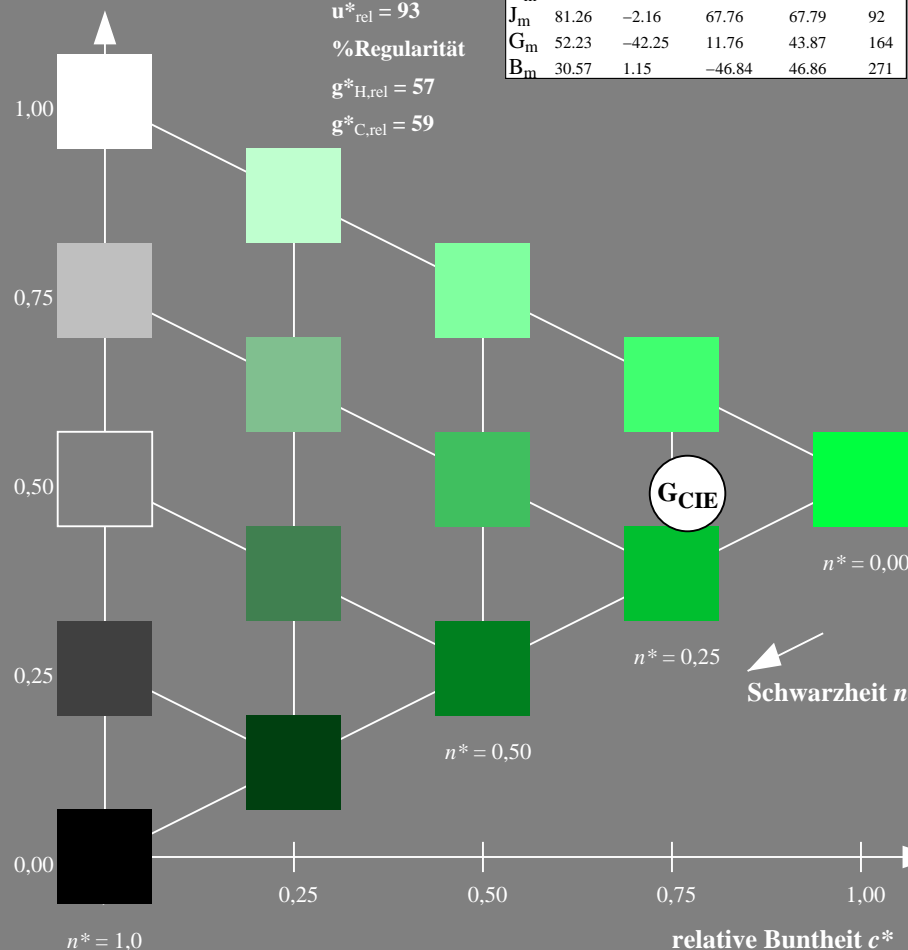 u*rel = 93
%Regularität
g*H,rel = 57
g*C,rel = 59
Jm 81.26 −2.16 67.76 67.79 92
Gm 52.23 −42.25 11.76 43.87 164
Bm 30.57 1.15 −46.84 46.86 271
1,00
0,75
0,50
GCIE
n* = 0,00
n* = 0,25
0,25
Schwarzheit n
n* = 0,50
0,00
0,25 0,50 0,75 1,00
n* = 1,0
relative Buntheit c*